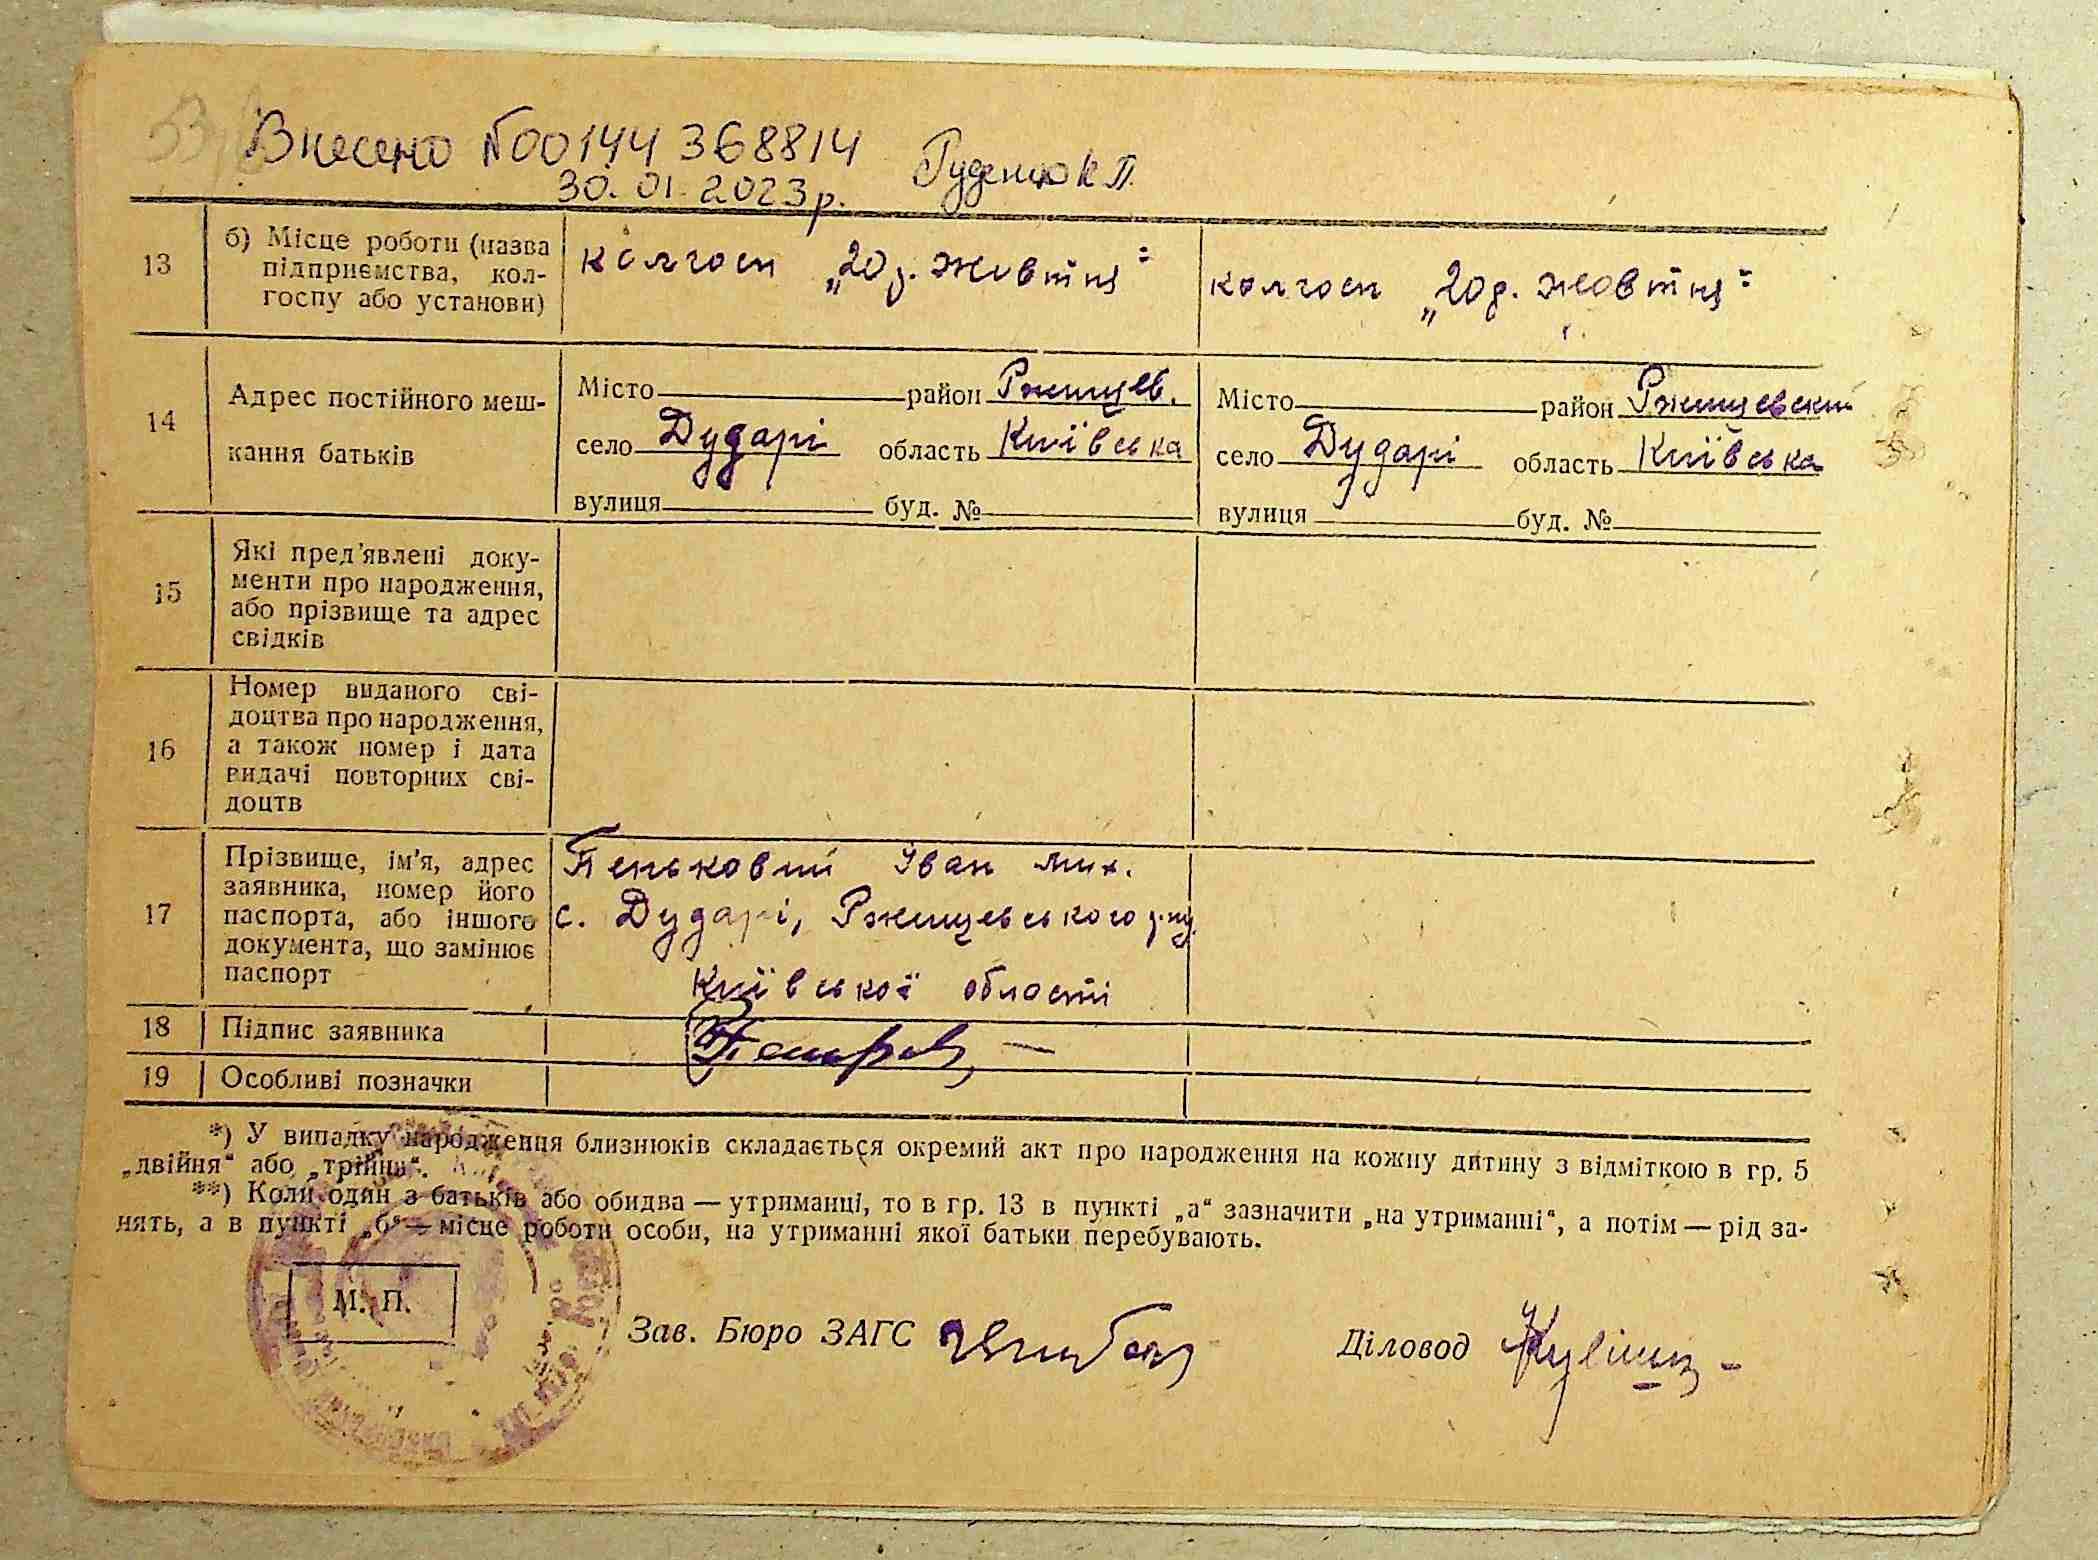 Внесено №00144368814 Руденко К П.
30.01.2023р.
13
б) Місце роботи (назва
підприємства, кол-
госпу або установи)
колгосп „20 р. жовтня"
колгосп „20 р. жовтня"
14
Адрес постійного меш-
кання батьків
Місто район Ржищев.
село Дударі область Київська
вулиця буд. №
Місто район Ржищевский
село Дударі область Київська
вулиця буд. №
15
Які пред'явлені доку-
менти про народження,
або прізвище та адрес
свідків
16
Номер виданого сві-
доцтва про народження,
а також номер і дата
видачі повторних сві-
доцтв
17
Прізвище, ім'я, адрес
заявника, номер його
паспорта, або іншого
документа, що замінює
паспорт
Пеньковий Іван Мих.
с. Дударі, Ржищевського р-ну
Київської області
18 Підпис заявника
19 Особливі позначки
*) У випадку народження близнюків складається окремий акт про народження на кожну дитину з відміткою в гр. 5
„двійня“ або „трійня“.
**) Коли один з батьків або обидва — утриманці, то в гр. 13 в пункті „а“ зазначити „на утриманні“, а потім — рід за-
нять, а в пункті „б“ — місце роботи особи, на утриманні якої батьки перебувають.
М. П.
Зав. Бюро ЗАГС
Діловод